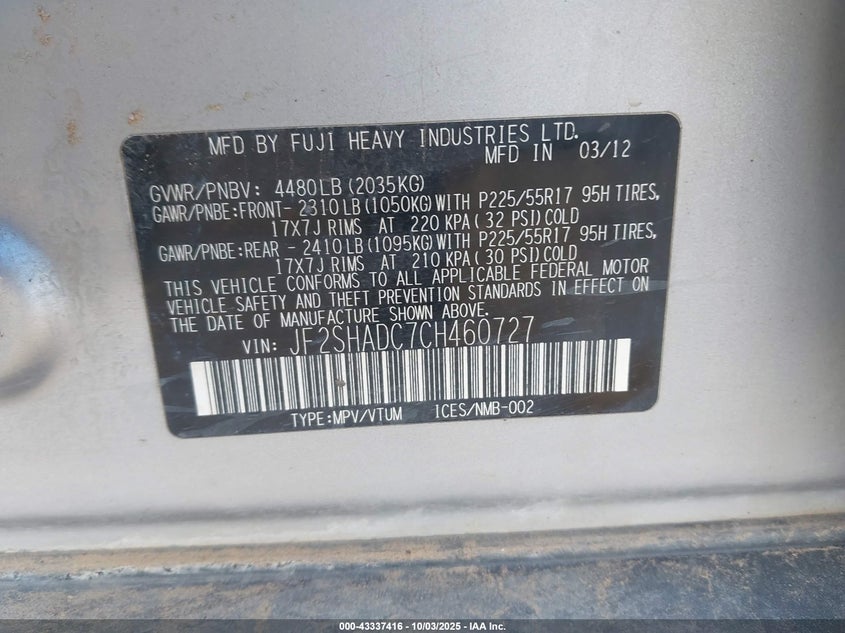 MFD BY FUJI HEAVY INDUSTRIES LTD.
MFD IN 03/12
GVWR/PNBV: 4480LB(2035KG)
GAWR/PNBE:FRONT- 2310LB(1050KG)WITH P225/55R17 95H TIRES,
17X7J RIMS AT 220 KPA(32 PSI)COLD
GAWR/PNBE:REAR - 2410LB(1095KG)WITH P225/55R17 95H TIRES,
17X7J RIMS AT 210 KPA(30 PSI)COLD
THIS VEHICLE CONFORMS TO ALL APPLICABLE FEDERAL MOTOR
VEHICLE SAFETY AND THEFT PREVENTION STANDARDS IN EFFECT ON
THE DATE OF MANUFACTURE SHOWN ABOVE.
VIN: JF2SHADC7CH460727
TYPE:MPV/VTUM ICES/NMB-002
000-43337416 - 10/03/2025 - IAA Inc.